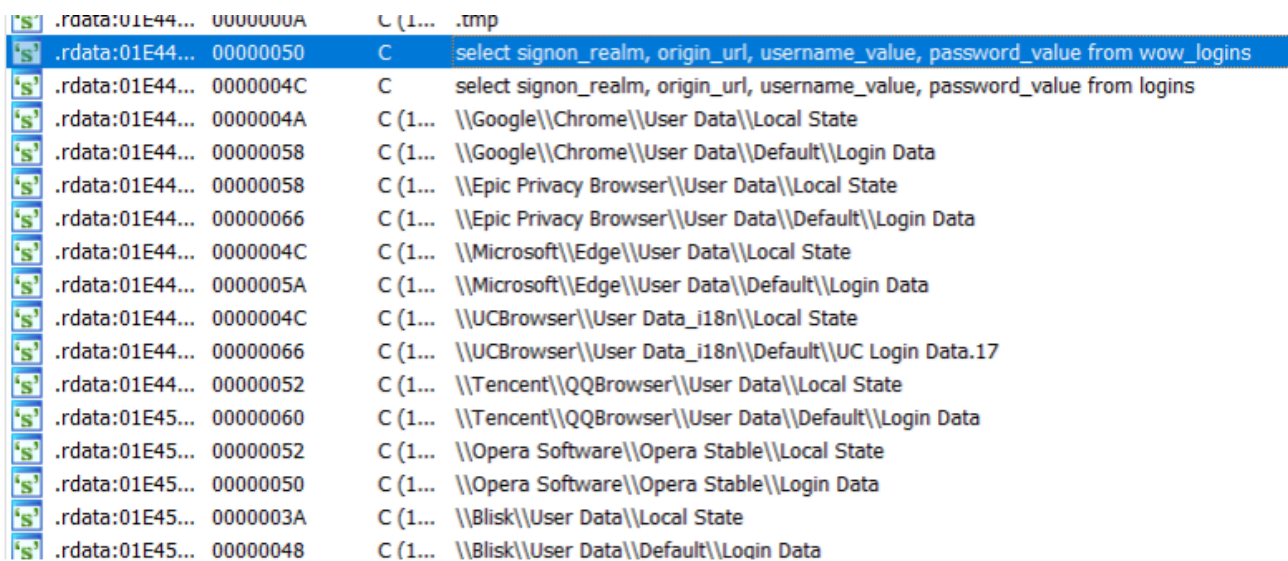 's' .rdata:01E44... 0000000A C (1... .tmp
's' .rdata:01E44... 00000050 C select signon_realm, origin_url, username_value, password_value from wow_logins
's' .rdata:01E44... 0000004C C select signon_realm, origin_url, username_value, password_value from logins
's' .rdata:01E44... 0000004A C (1... \\Google\\Chrome\\User Data\\Local State
's' .rdata:01E44... 00000058 C (1... \\Google\\Chrome\\User Data\\Default\\Login Data
's' .rdata:01E44... 00000058 C (1... \\Epic Privacy Browser\\User Data\\Local State
's' .rdata:01E44... 00000066 C (1... \\Epic Privacy Browser\\User Data\\Default\\Login Data
's' .rdata:01E44... 0000004C C (1... \\Microsoft\\Edge\\User Data\\Local State
's' .rdata:01E44... 0000005A C (1... \\Microsoft\\Edge\\User Data\\Default\\Login Data
's' .rdata:01E44... 0000004C C (1... \\UCBrowser\\User Data_i18n\\Local State
's' .rdata:01E44... 00000066 C (1... \\UCBrowser\\User Data_i18n\\Default\\UC Login Data.17
's' .rdata:01E44... 00000052 C (1... \\Tencent\\QQBrowser\\User Data\\Local State
's' .rdata:01E45... 00000060 C (1... \\Tencent\\QQBrowser\\User Data\\Default\\Login Data
's' .rdata:01E45... 00000052 C (1... \\Opera Software\\Opera Stable\\Local State
's' .rdata:01E45... 00000050 C (1... \\Opera Software\\Opera Stable\\Login Data
's' .rdata:01E45... 0000003A C (1... \\Blisk\\User Data\\Local State
's' .rdata:01E45... 00000048 C (1... \\Blisk\\User Data\\Default\\Login Data